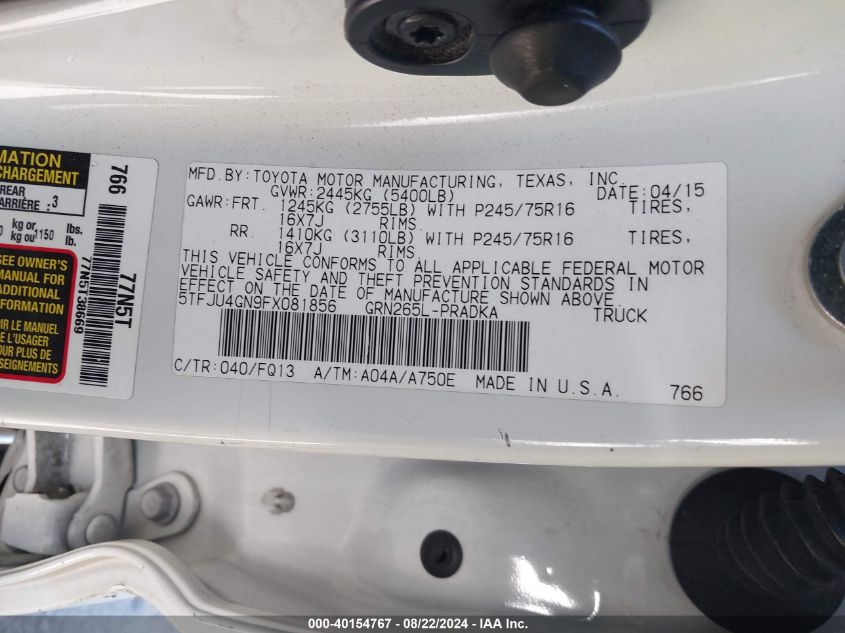 MFD.BY:TOYOTA MOTOR MANUFACTURING, TEXAS, INC.
GVWR:2445KG (5400LB) DATE:04/15
GAWR:FRT. 1245KG (2755LB) WITH P245/75R16 TIRES,
16X7J RIMS
RR. 1410KG (3110LB) WITH P245/75R16 TIRES,
16X7J RIMS
THIS VEHICLE CONFORMS TO ALL APPLICABLE FEDERAL MOTOR
VEHICLE SAFETY AND THEFT PREVENTION STANDARDS IN
EFFECT ON THE DATE OF MANUFACTURE SHOWN ABOVE.
5TFJU4GN9FX081856 GRN265L-PRADKA TRUCK
C/TR:040/FQ13 A/TM:A04A/A750E MADE IN U.S.A.
766
MATION
CHARGEMENT
REAR
ARRIÈRE : 3
kg or lbs.
kg ou 1150 lb.
SEE OWNER'S
MANUAL FOR
ADDITIONAL
INFORMATION
OIR LE MANUEL
E L'USAGER
OUR PLUS DE
SEIGNEMENTS
766
77N5T
77N5T38669
000-40154767 - 08/22/2024 - IAA Inc.